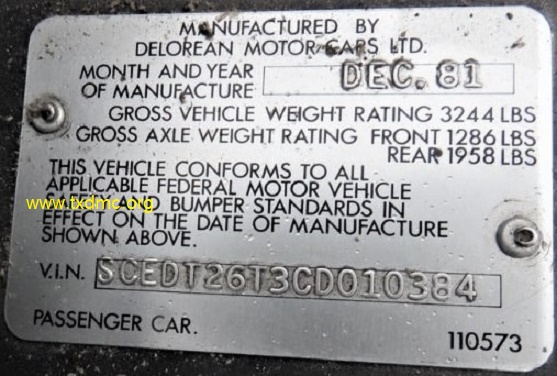 MANUFACTURED BY
DELOREAN MOTOR CARS LTD.
MONTH AND YEAR
OF MANUFACTURE DEC. 81
GROSS VEHICLE WEIGHT RATING 3244 LBS
GROSS AXLE WEIGHT RATING FRONT 1286 LBS
REAR 1958 LBS
THIS VEHICLE CONFORMS TO ALL
APPLICABLE FEDERAL MOTOR VEHICLE
www.txdmc.org
SAFETY AND BUMPER STANDARDS IN
EFFECT ON THE DATE OF MANUFACTURE
SHOWN ABOVE.
V.I.N. SCEDT26T3CD010384
PASSENGER CAR. 110573